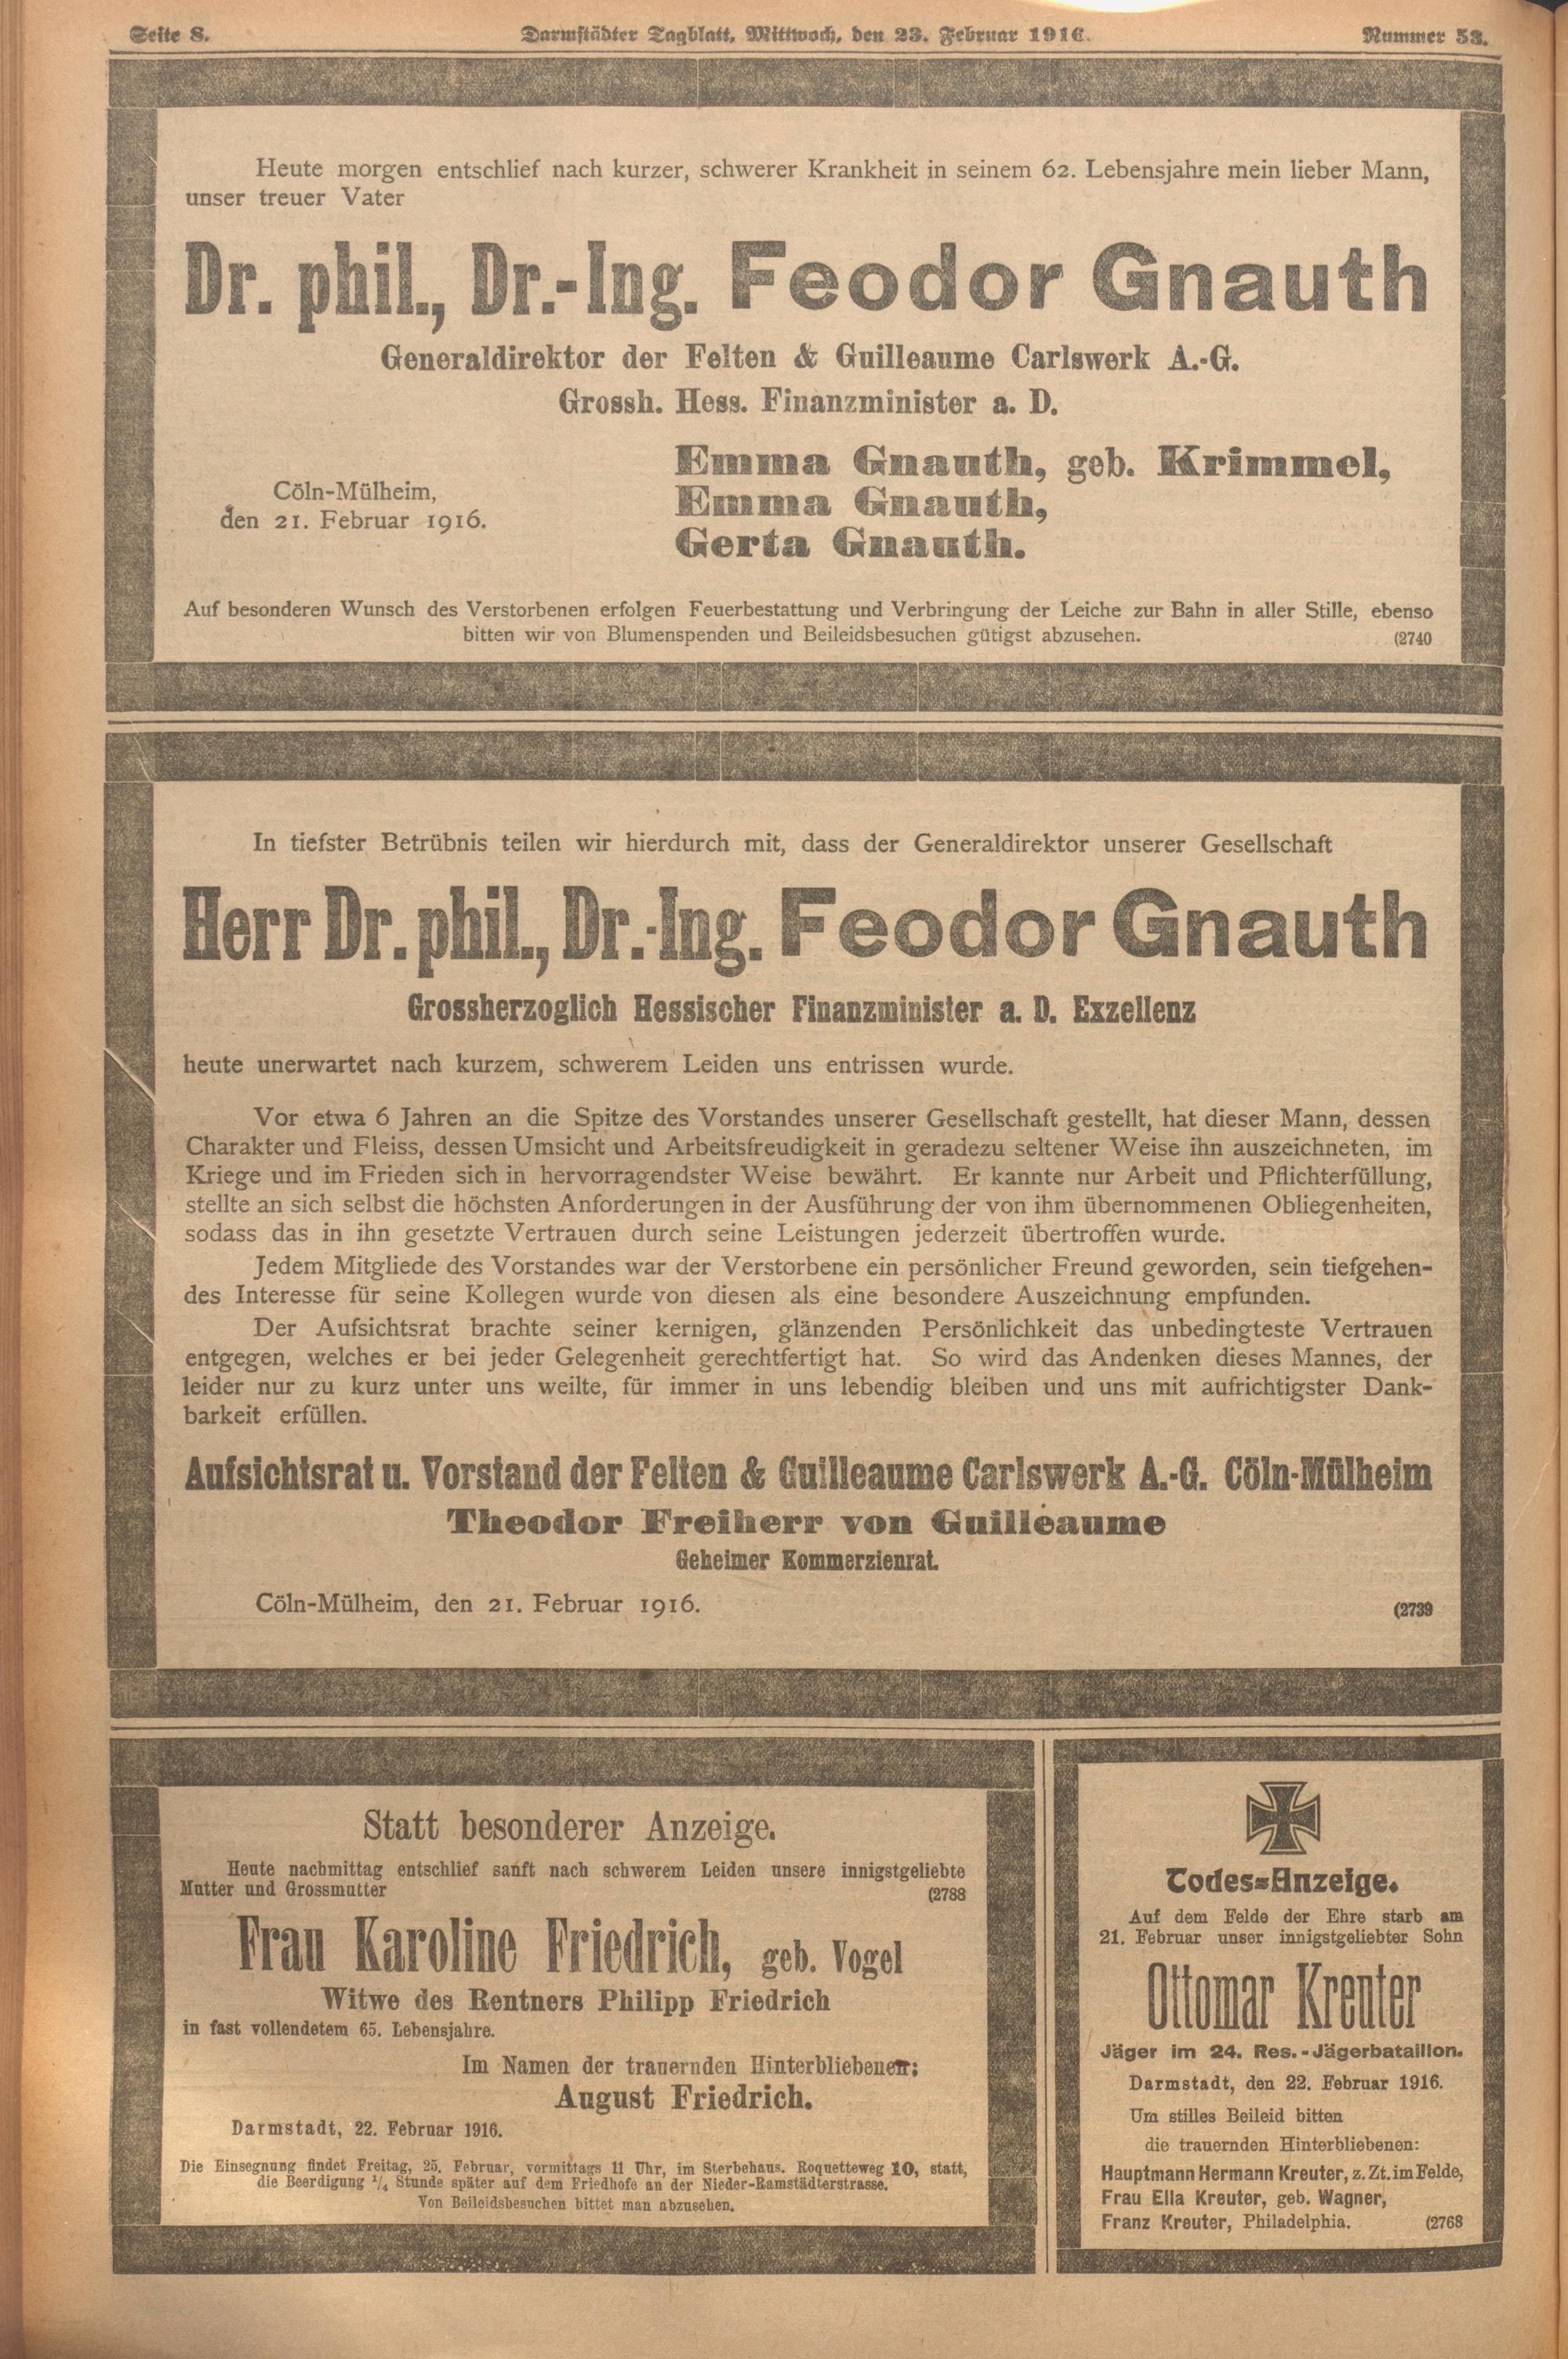 Seite 8.
Darmstädter Tagblatt, Mittwoch, den 23. Februar 1916.
Nummer 53.
Heute morgen entschlief nach kurzer, schwerer Krankheit in seinem 62. Lebensjahre mein lieber Mann,
unser treuer Vater
Dr. phil., Dr.-Ing. Feodor Gnauth
Generaldirektor der Felten & Guilleaume Carlswerk A.-G.
Grossh. Hess. Finanzminister a. D.
Emma Gnauth, geb. Krimmel,
Emma Gnauth,
Gerta Gnauth.
Cöln-Mülheim,
den 21. Februar 1916.
Auf besonderen Wunsch des Verstorbenen erfolgen Feuerbestattung und Verbringung der Leiche zur Bahn in aller Stille, ebenso
bitten wir von Blumenspenden und Beileidsbesuchen gütigst abzusehen. (2740
In tiefster Betrübnis teilen wir hierdurch mit, dass der Generaldirektor unserer Gesellschaft
Herr Dr. phil., Dr.-Ing. Feodor Gnauth
Grossherzoglich Hessischer Finanzminister a. D. Exzellenz
heute unerwartet nach kurzem, schwerem Leiden uns entrissen wurde.
Vor etwa 6 Jahren an die Spitze des Vorstandes unserer Gesellschaft gestellt, hat dieser Mann, dessen
Charakter und Fleiss, dessen Umsicht und Arbeitsfreudigkeit in geradezu seltener Weise ihn auszeichneten, im
Kriege und im Frieden sich in hervorragendster Weise bewährt. Er kannte nur Arbeit und Pflichterfüllung,
stellte an sich selbst die höchsten Anforderungen in der Ausführung der von ihm übernommenen Obliegenheiten,
sodass das in ihn gesetzte Vertrauen durch seine Leistungen jederzeit übertroffen wurde.
Jedem Mitgliede des Vorstandes war der Verstorbene ein persönlicher Freund geworden, sein tiefgehen-
des Interesse für seine Kollegen wurde von diesen als eine besondere Auszeichnung empfunden.
Der Aufsichtsrat brachte seiner kernigen, glänzenden Persönlichkeit das unbedingteste Vertrauen
entgegen, welches er bei jeder Gelegenheit gerechtfertigt hat. So wird das Andenken dieses Mannes, der
leider nur zu kurz unter uns weilte, für immer in uns lebendig bleiben und uns mit aufrichtigster Dank-
barkeit erfüllen.
Aufsichtsrat u. Vorstand der Felten & Guilleaume Carlswerk A.-G. Cöln-Mülheim
Theodor Freiherr von Guilleaume
Geheimer Kommerzienrat.
Cöln-Mülheim, den 21. Februar 1916. (2739
Statt besonderer Anzeige.
Heute nachmittag entschlief sanft nach schwerem Leiden unsere innigstgeliebte
Mutter und Grossmutter (2788
Frau Karoline Friedrich, geb. Vogel
Witwe des Rentners Philipp Friedrich
in fast vollendetem 65. Lebensjahre.
Im Namen der trauernden Hinterbliebenen:
August Friedrich.
Darmstadt, 22. Februar 1916.
Die Einsegnung findet Freitag, 25. Februar, vormittags 11 Uhr, im Sterbehaus, Roquetteweg 10, statt,
die Beerdigung 1/4 Stunde später auf dem Friedhofe an der Nieder-Ramstädterstrasse.
Von Beileidsbesuchen bittet man abzusehen.
Todes-Anzeige.
Auf dem Felde der Ehre starb am
21. Februar unser innigstgeliebter Sohn
Ottomar Kreuter
Jäger im 24. Res.-Jägerbataillon.
Darmstadt, den 22. Februar 1916.
Um stilles Beileid bitten
die trauernden Hinterbliebenen:
Hauptmann Hermann Kreuter, z. Zt. im Felde,
Frau Ella Kreuter, geb. Wagner,
Franz Kreuter, Philadelphia. (2768